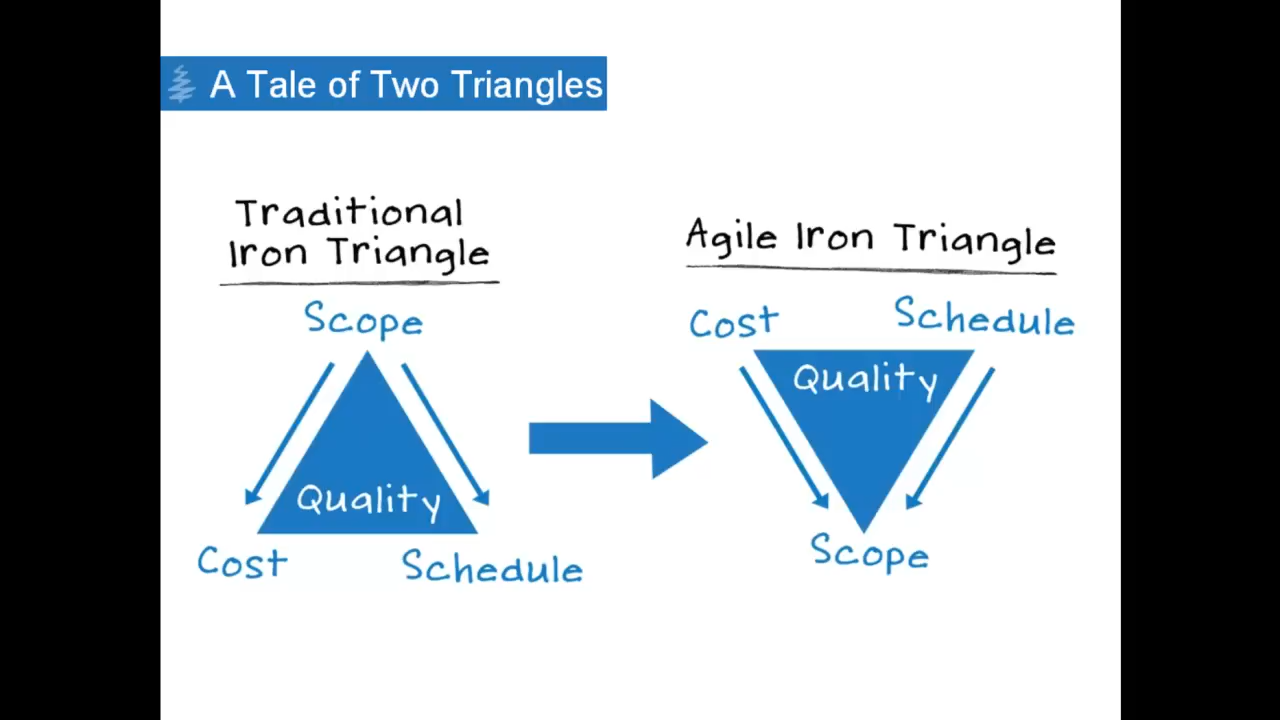 A Tale of Two Triangles
Traditional
Iron Triangle
Scope
Quality
Cost
Schedule
Agile Iron Triangle
Cost
Schedule
Quality
Scope